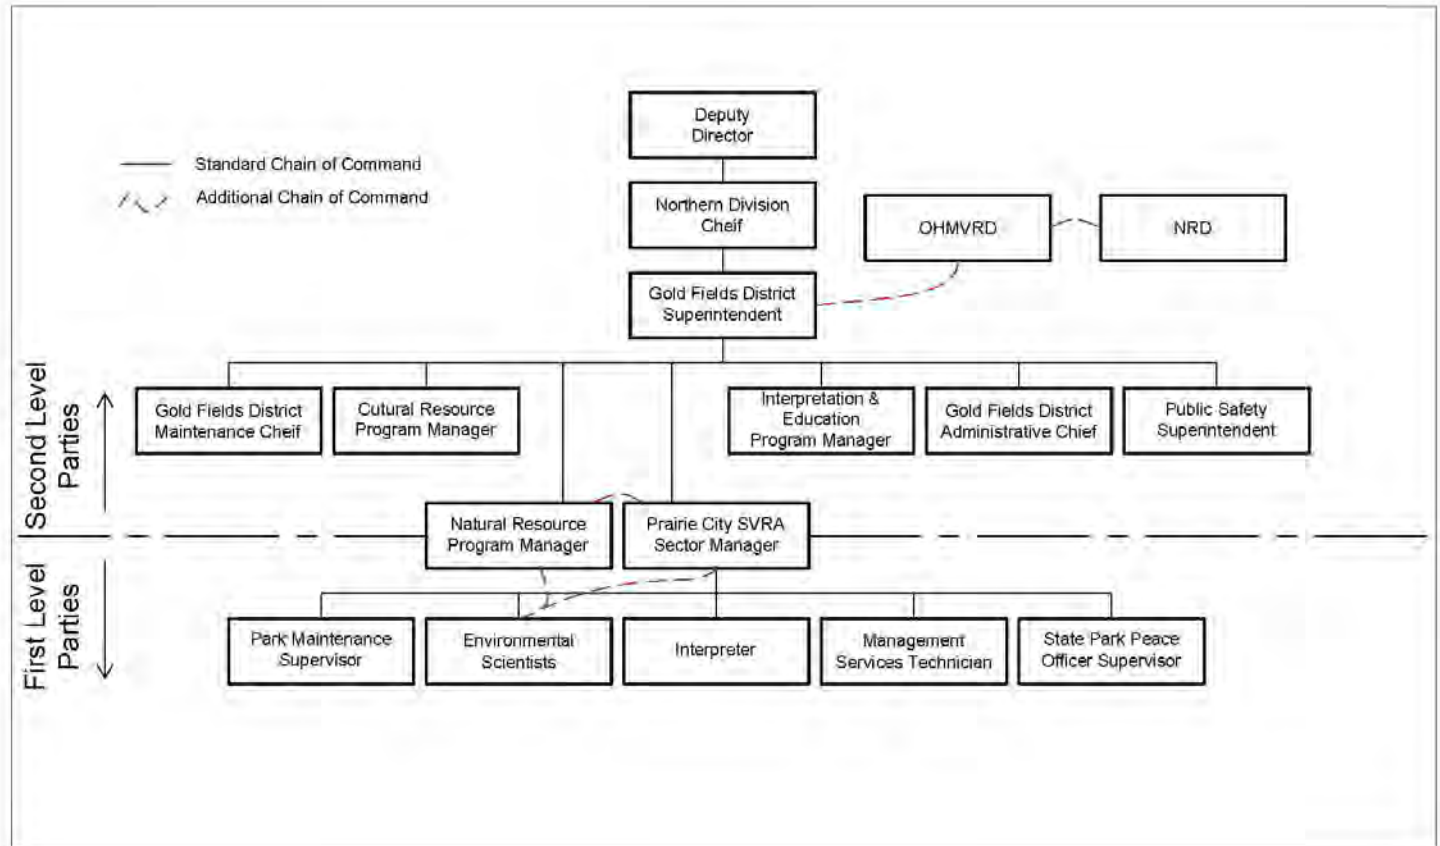 Deputy
Director
Standard Chain of Command
Additional Chain of Command
Northern Division
Cheif
OHMVRD
NRD
Gold Fields District
Superintendent
Second Level
Parties
Gold Fields District
Maintenance Cheif
Cutural Resource
Program Manager
Interpretation &
Education
Program Manager
Gold Fields District
Administrative Chief
Public Safety
Superintendent
Natural Resource
Program Manager
Prairie City SVRA
Sector Manager
First Level
Parties
Park Maintenance
Supervisor
Environmental
Scientists
Interpreter
Management
Services Technician
State Park Peace
Officer Supervisor